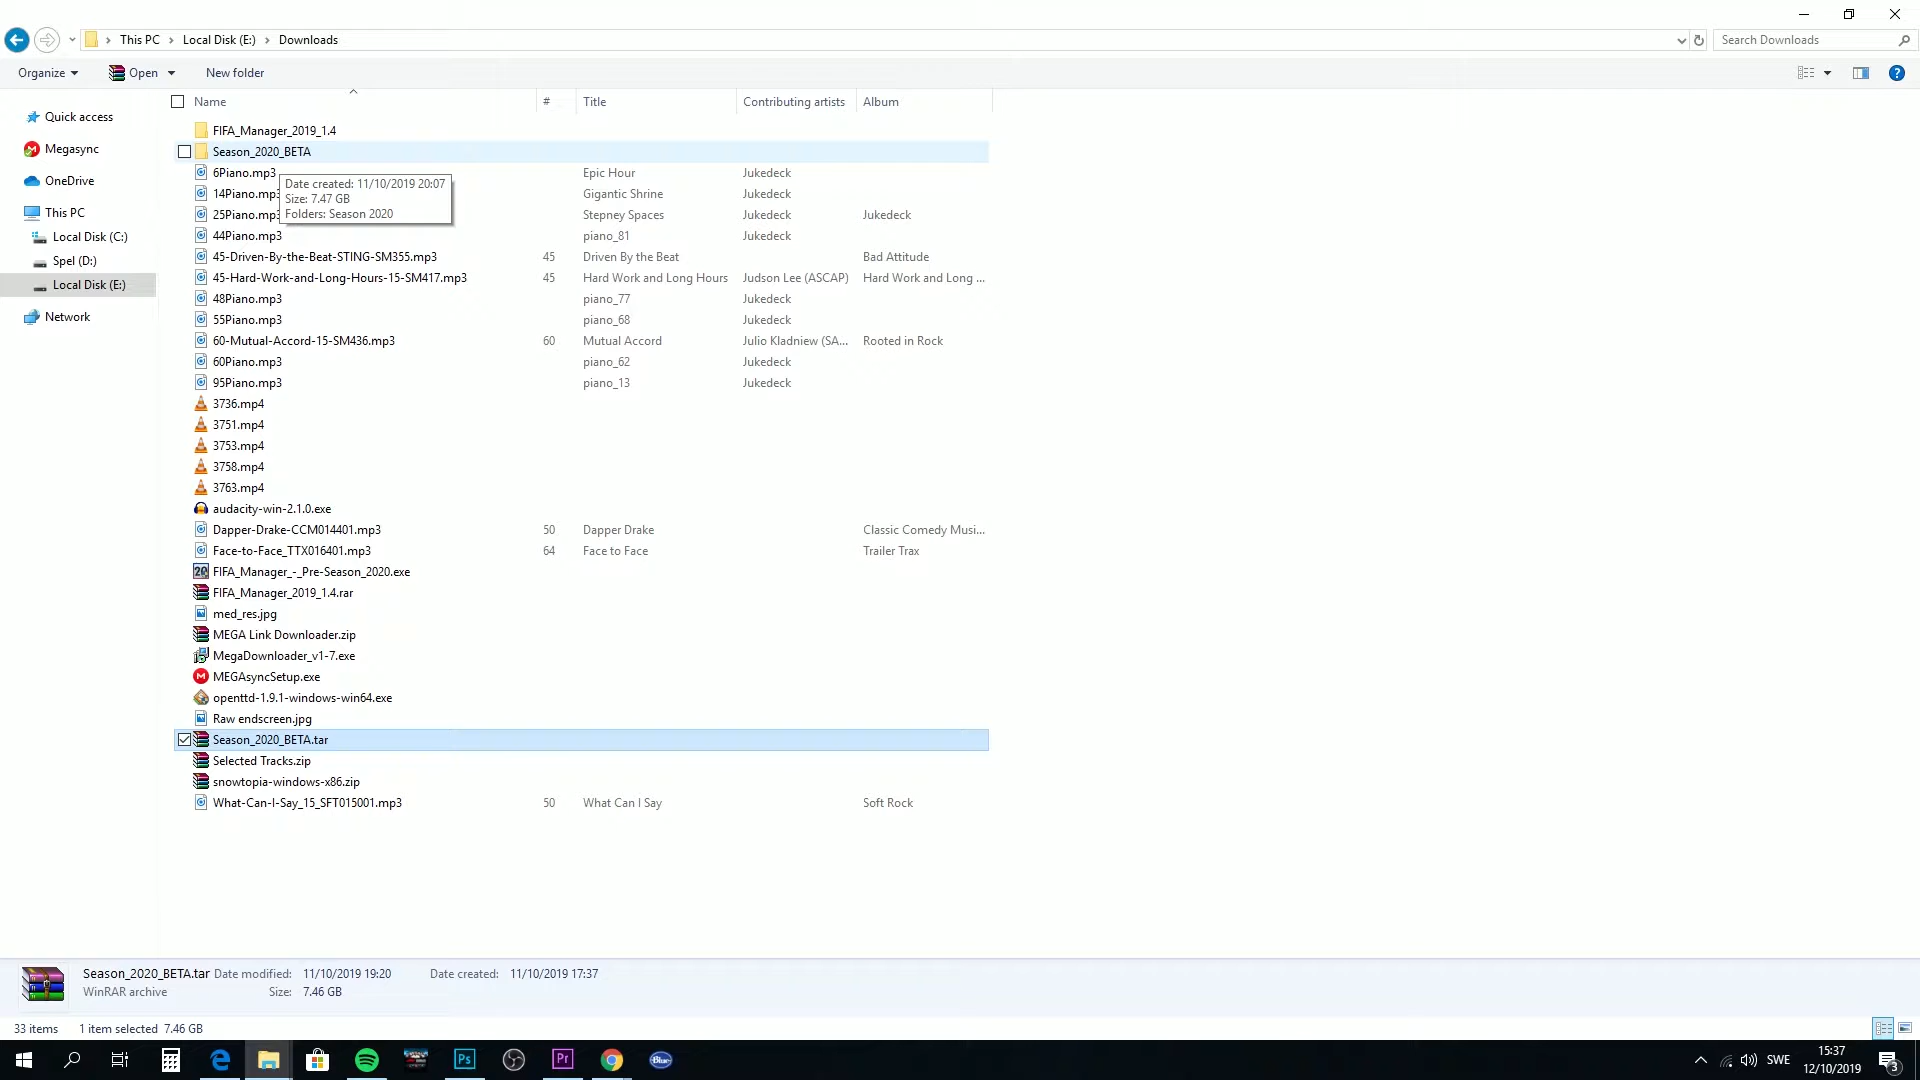 This PC > Local Disk (E:) > Downloads
Search Downloads
Organize
Open
New folder
Name # Title Contributing artists Album
Quick access
Megasync
OneDrive
This PC
Local Disk (C:)
Spel (D:)
Local Disk (E:)
Network
FIFA_Manager_2019_1.4
Season_2020_BETA
6Piano.mp3 Epic Hour Jukedeck
14Piano.mp3 Gigantic Shrine Jukedeck
25Piano.mp3 Stepney Spaces Jukedeck Jukedeck
Date created: 11/10/2019 20:07
Size: 7.47 GB
Folders: Season 2020
44Piano.mp3 piano_81 Jukedeck
45-Driven-By-the-Beat-STING-SM355.mp3 45 Driven By the Beat Bad Attitude
45-Hard-Work-and-Long-Hours-15-SM417.mp3 45 Hard Work and Long Hours Judson Lee (ASCAP) Hard Work and Long ...
48Piano.mp3 piano_77 Jukedeck
55Piano.mp3 piano_68 Jukedeck
60-Mutual-Accord-15-SM436.mp3 60 Mutual Accord Julio Kladniew (SA... Rooted in Rock
60Piano.mp3 piano_62 Jukedeck
95Piano.mp3 piano_13 Jukedeck
3736.mp4
3751.mp4
3753.mp4
3758.mp4
3763.mp4
audacity-win-2.1.0.exe
Dapper-Drake-CCM014401.mp3 50 Dapper Drake Classic Comedy Musi...
Face-to-Face_TTX016401.mp3 64 Face to Face Trailer Trax
FIFA_Manager_-_Pre-Season_2020.exe
FIFA_Manager_2019_1.4.rar
med_res.jpg
MEGA Link Downloader.zip
MegaDownloader_v1-7.exe
MEGAsyncSetup.exe
openttd-1.9.1-windows-win64.exe
Raw endscreen.jpg
Season_2020_BETA.tar
Selected Tracks.zip
snowtopia-windows-x86.zip
What-Can-I-Say_15_SFT015001.mp3 50 What Can I Say Soft Rock
Season_2020_BETA.tar Date modified: 11/10/2019 19:20 Date created: 11/10/2019 17:37
WinRAR archive Size: 7.46 GB
33 items 1 item selected 7.46 GB
Ps
Pr
Blue
SWE
15:37
12/10/2019
3